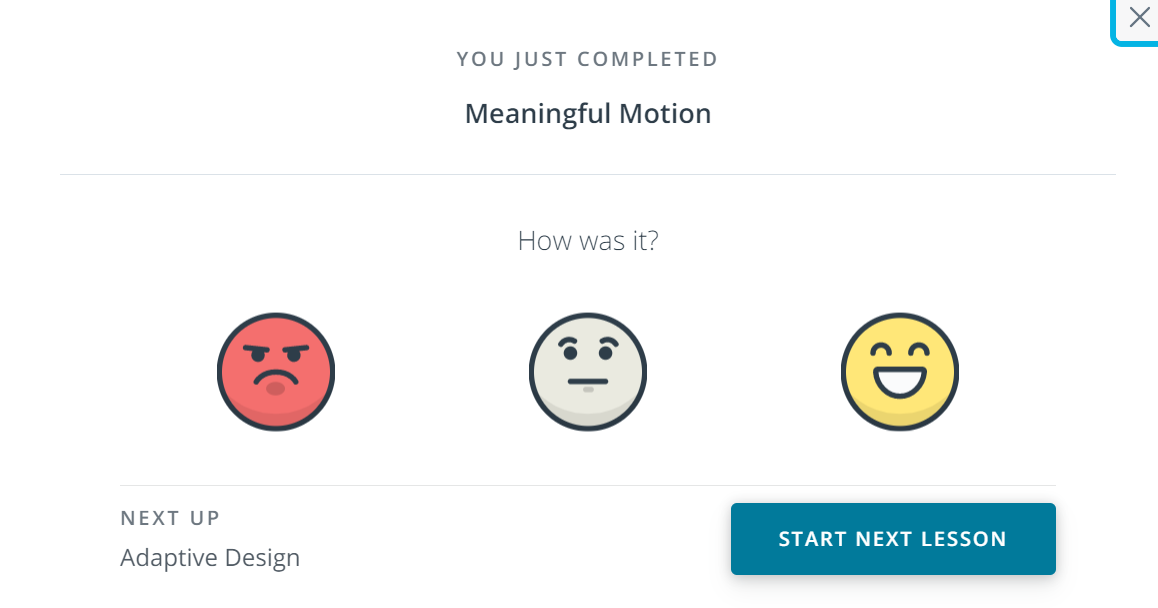 YOU JUST COMPLETED
Meaningful Motion
How was it?
NEXT UP
Adaptive Design
START NEXT LESSON